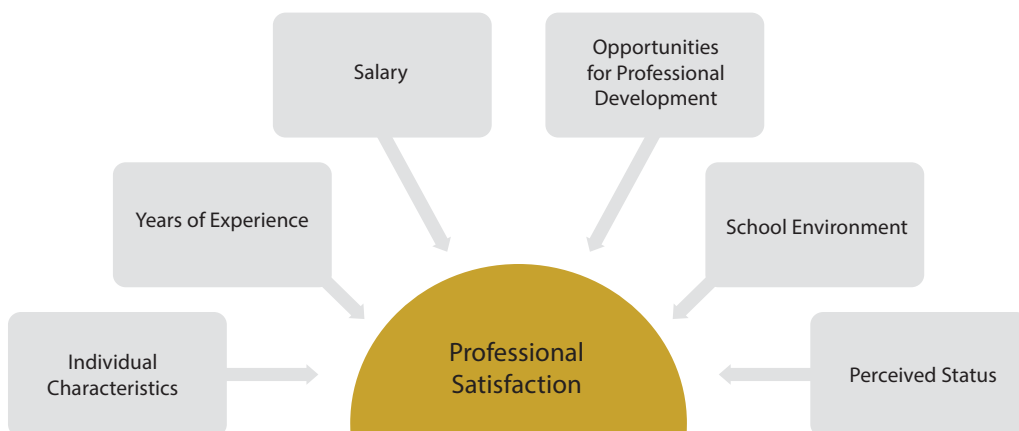 Salary
Opportunities
for Professional
Development
Years of Experience
School Environment
Individual
Characteristics
Professional
Satisfaction
Perceived Status